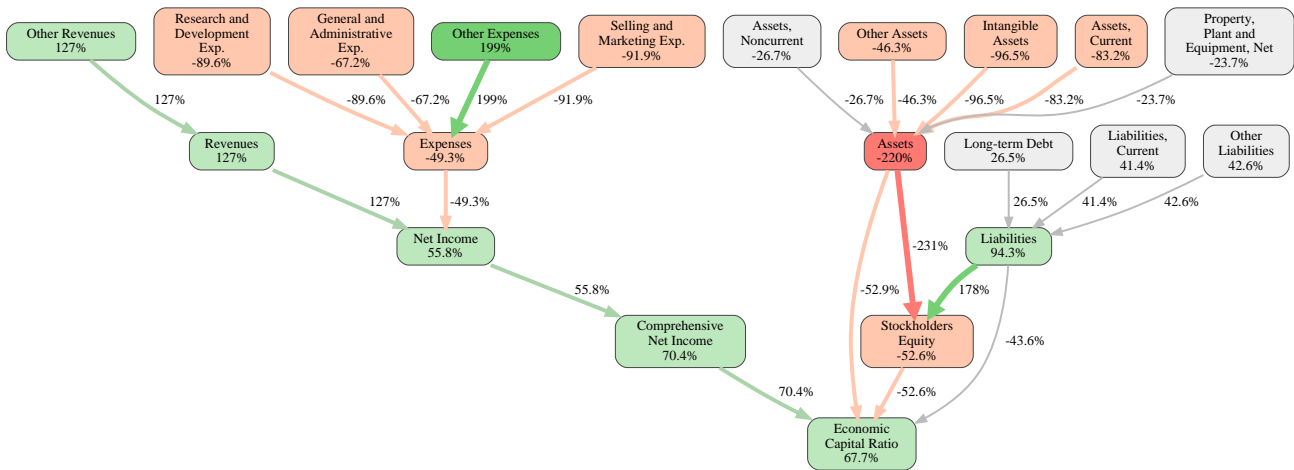 Other Revenues
127%
Research and
Development
Exp.
-89.6%
General and
Administrative
Exp.
-67.2%
Other Expenses
199%
Selling and
Marketing Exp.
-91.9%
Assets,
Noncurrent
-26.7%
Other Assets
-46.3%
Intangible
Assets
-96.5%
Assets,
Current
-83.2%
Property,
Plant and
Equipment, Net
-23.7%
127%
-89.6%
-67.2%
199%
-91.9%
-26.7%
-46.3%
-96.5%
-83.2%
-23.7%
Revenues
127%
Expenses
-49.3%
Assets
-220%
Long-term Debt
26.5%
Liabilities,
Current
41.4%
Other
Liabilities
42.6%
127%
-49.3%
26.5%
41.4%
42.6%
Net Income
55.8%
-231%
Liabilities
94.3%
55.8%
-52.9%
178%
Comprehensive
Net Income
70.4%
Stockholders
Equity
-52.6%
-43.6%
70.4%
-52.6%
Economic
Capital Ratio
67.7%